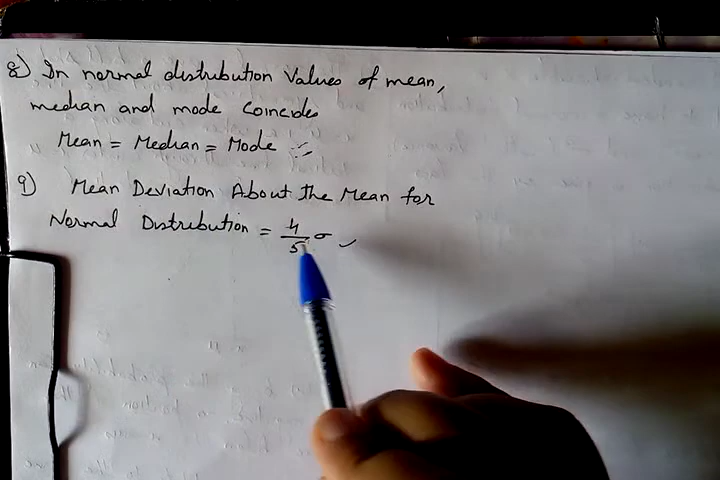 8) In normal distribution Values of mean,
median and mode Coincides
Mean = Median = Mode
9) Mean Deviation About the Mean for
Normal Distribution = 4/5 σ